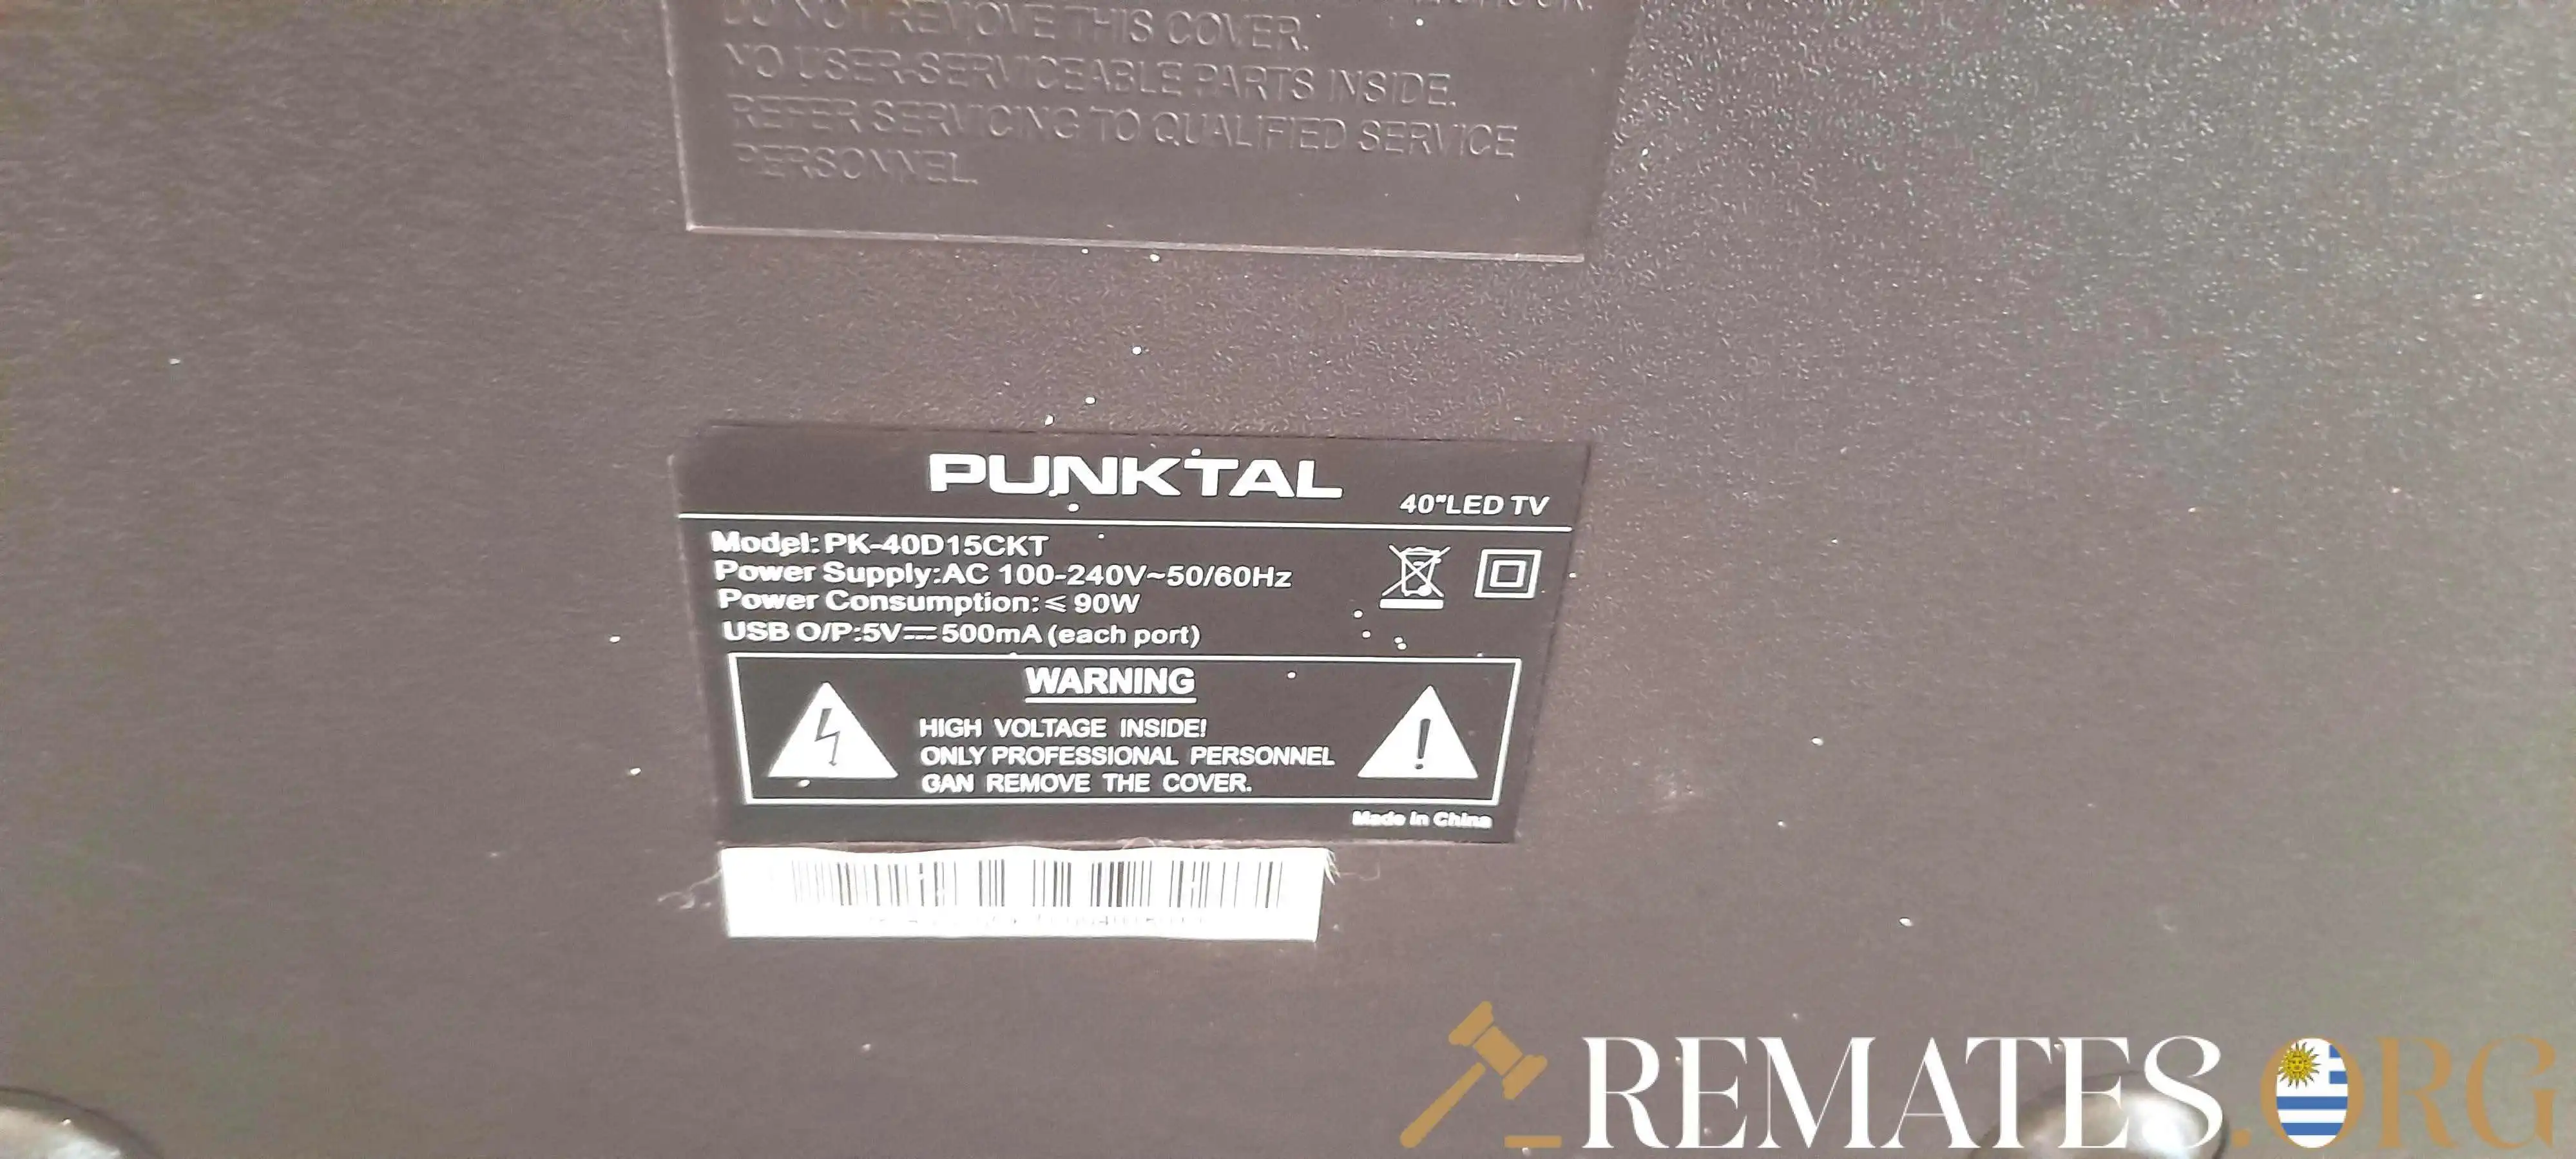 DO NOT REMOVE THIS COVER.
NO USER-SERVICEABLE PARTS INSIDE.
REFER SERVICING TO QUALIFIED SERVICE
PERSONNEL.
PUNKTAL
40"LED TV
Model: PK-40D15CKT
Power Supply:AC 100-240V~50/60Hz
Power Consumption: ≤ 90W
USB O/P:5V⎓500mA (each port)
WARNING
HIGH VOLTAGE INSIDE!
ONLY PROFESSIONAL PERSONNEL
GAN REMOVE THE COVER.
Made in China
REMATES.ORG